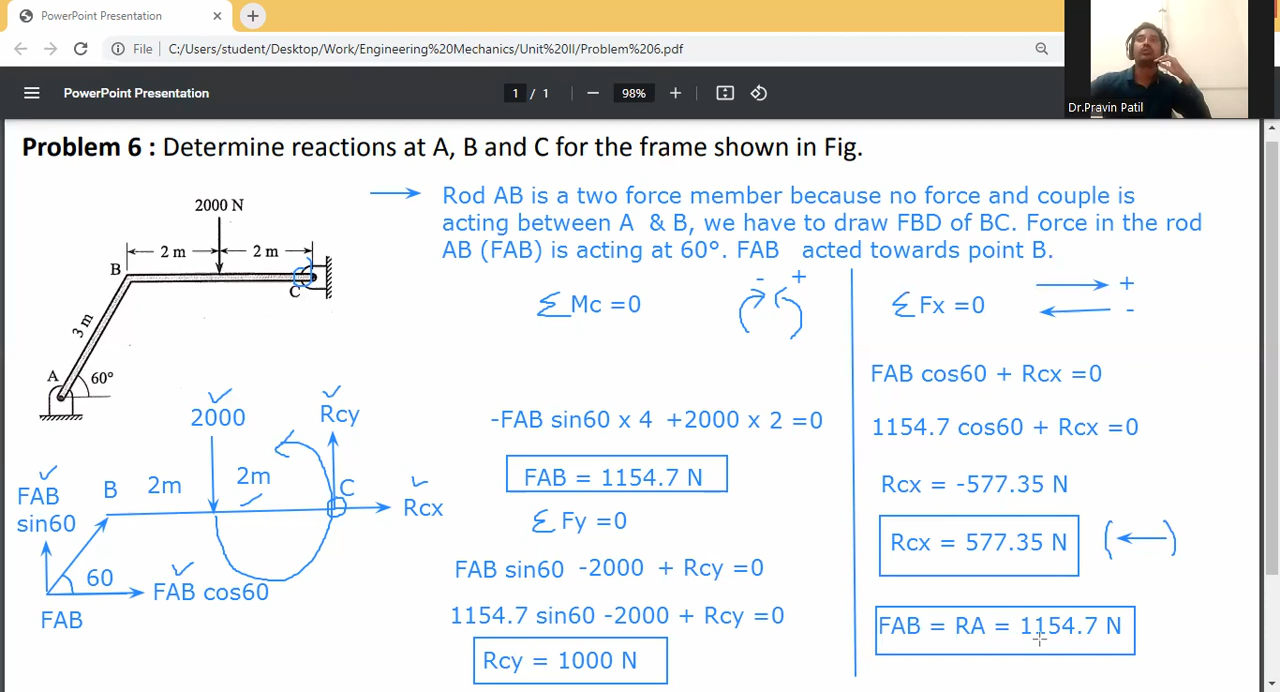 PowerPoint Presentation
File
C:/Users/student/Desktop/Work/Engineering%20Mechanics/Unit%20II/Problem%206.pdf
PowerPoint Presentation
1 / 1
98%
Dr.Pravin Patil
Problem 6 : Determine reactions at A, B and C for the frame shown in Fig.
2000 N
2 m
2 m
B
C
3 m
A
60°
Rod AB is a two force member because no force and couple is
acting between A & B, we have to draw FBD of BC. Force in the rod
AB (FAB) is acting at 60°. FAB acted towards point B.
2000
Rcy
2m
2m
B
C
Rcx
FAB
sin60
60
FAB cos60
FAB
∑Mc =0
- +
-FAB sin60 x 4 +2000 x 2 =0
FAB = 1154.7 N
∑ Fy =0
FAB sin60 -2000 + Rcy =0
1154.7 sin60 -2000 + Rcy =0
Rcy = 1000 N
∑ Fx =0
+
-
FAB cos60 + Rcx =0
1154.7 cos60 + Rcx =0
Rcx = -577.35 N
Rcx = 577.35 N (←)
FAB = RA = 1154.7 N